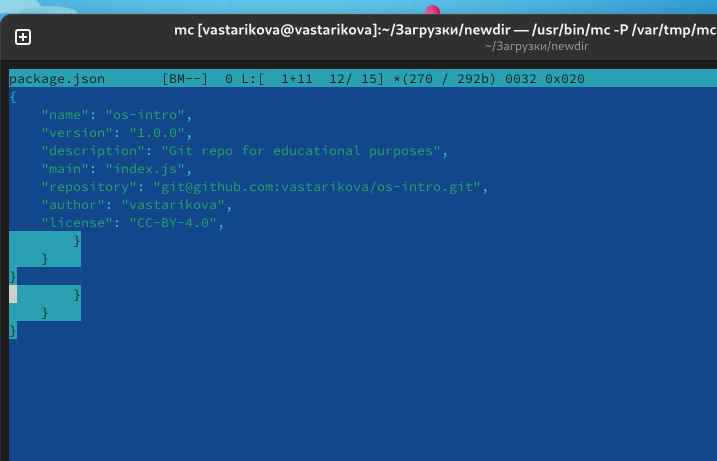 mc [vastarikova@vastarikova]:~/Загрузки/newdir — /usr/bin/mc -P /var/tmp/mc
~/Загрузки/newdir
package.json       [BM--]  0 L:[  1+11  12/ 15] *(270 / 292b) 0032 0x020
{
    "name": "os-intro",
    "version": "1.0.0",
    "description": "Git repo for educational purposes",
    "main": "index.js",
    "repository": "git@github.com:vastarikova/os-intro.git",
    "author": "vastarikova",
    "license": "CC-BY-4.0",
        }
    }
}
        }
    }
}